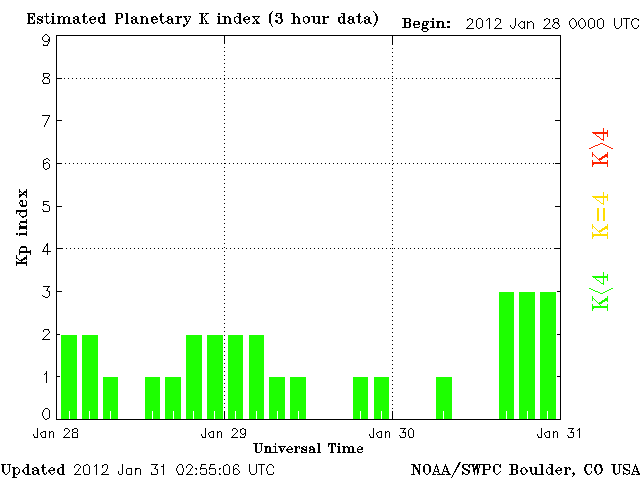 Estimated Planetary K index (3 hour data) Begin: 2012 Jan 28 0000 UTC
9
8
7
6
5
4
3
2
1
0
Kp index
K>4
K=4
K<4
Jan 28 Jan 29 Jan 30 Jan 31
Universal Time
Updated 2012 Jan 31 02:55:06 UTC NOAA/SWPC Boulder, CO USA